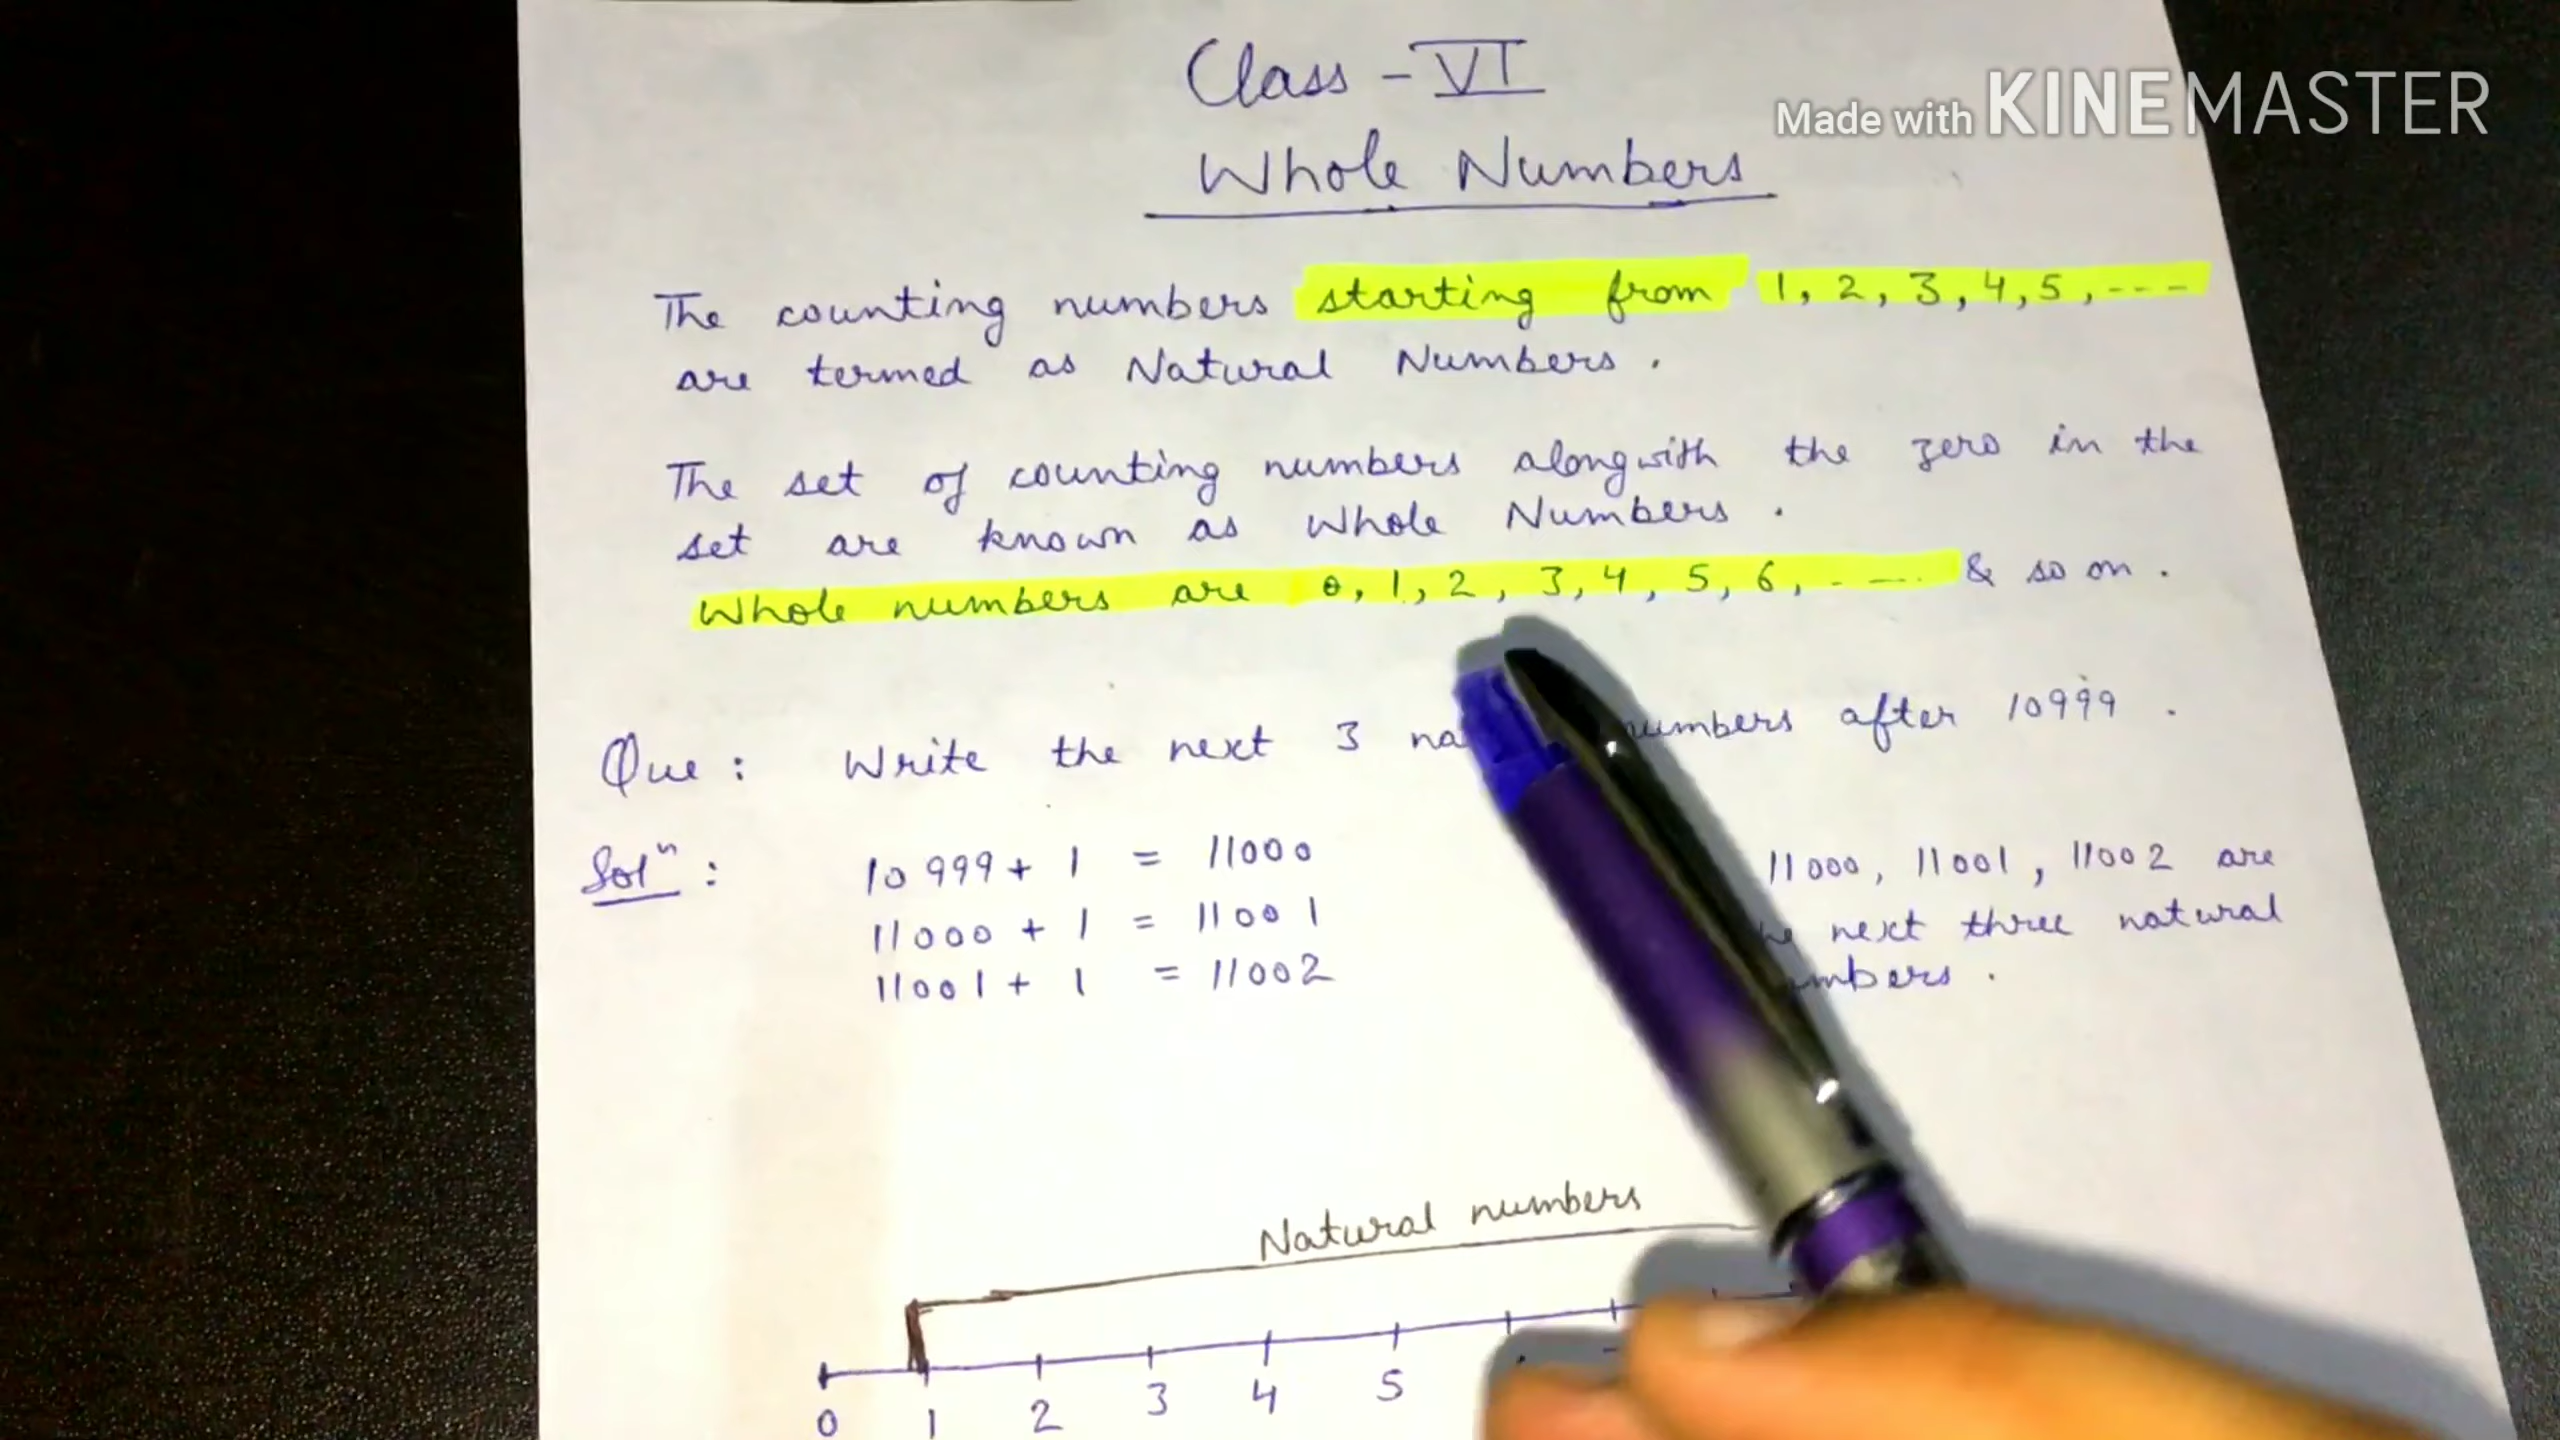 Class - VI
Made with KINEMASTER
Whole Numbers
The counting numbers starting from 1, 2, 3, 4, 5, ---
are termed as Natural Numbers .
The set of counting numbers alongwith the zero in the
set are known as Whole Numbers .
Whole numbers are 0, 1, 2, 3, 4, 5, 6, . --- & so on .
Que : Write the next 3 na umbers after 10999 .
Solⁿ : 10999 + 1 = 11000 11000, 11001, 11002 are
11000 + 1 = 11001 next three natural
11001 + 1 = 11002 mbers .
Natural numbers
0 1 2 3 4 5